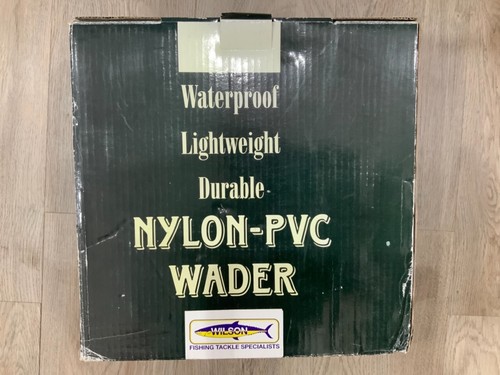 Waterproof
Lightweight
Durable
NYLON-PVC
WADER
WILSON
FISHING TACKLE SPECIALISTS